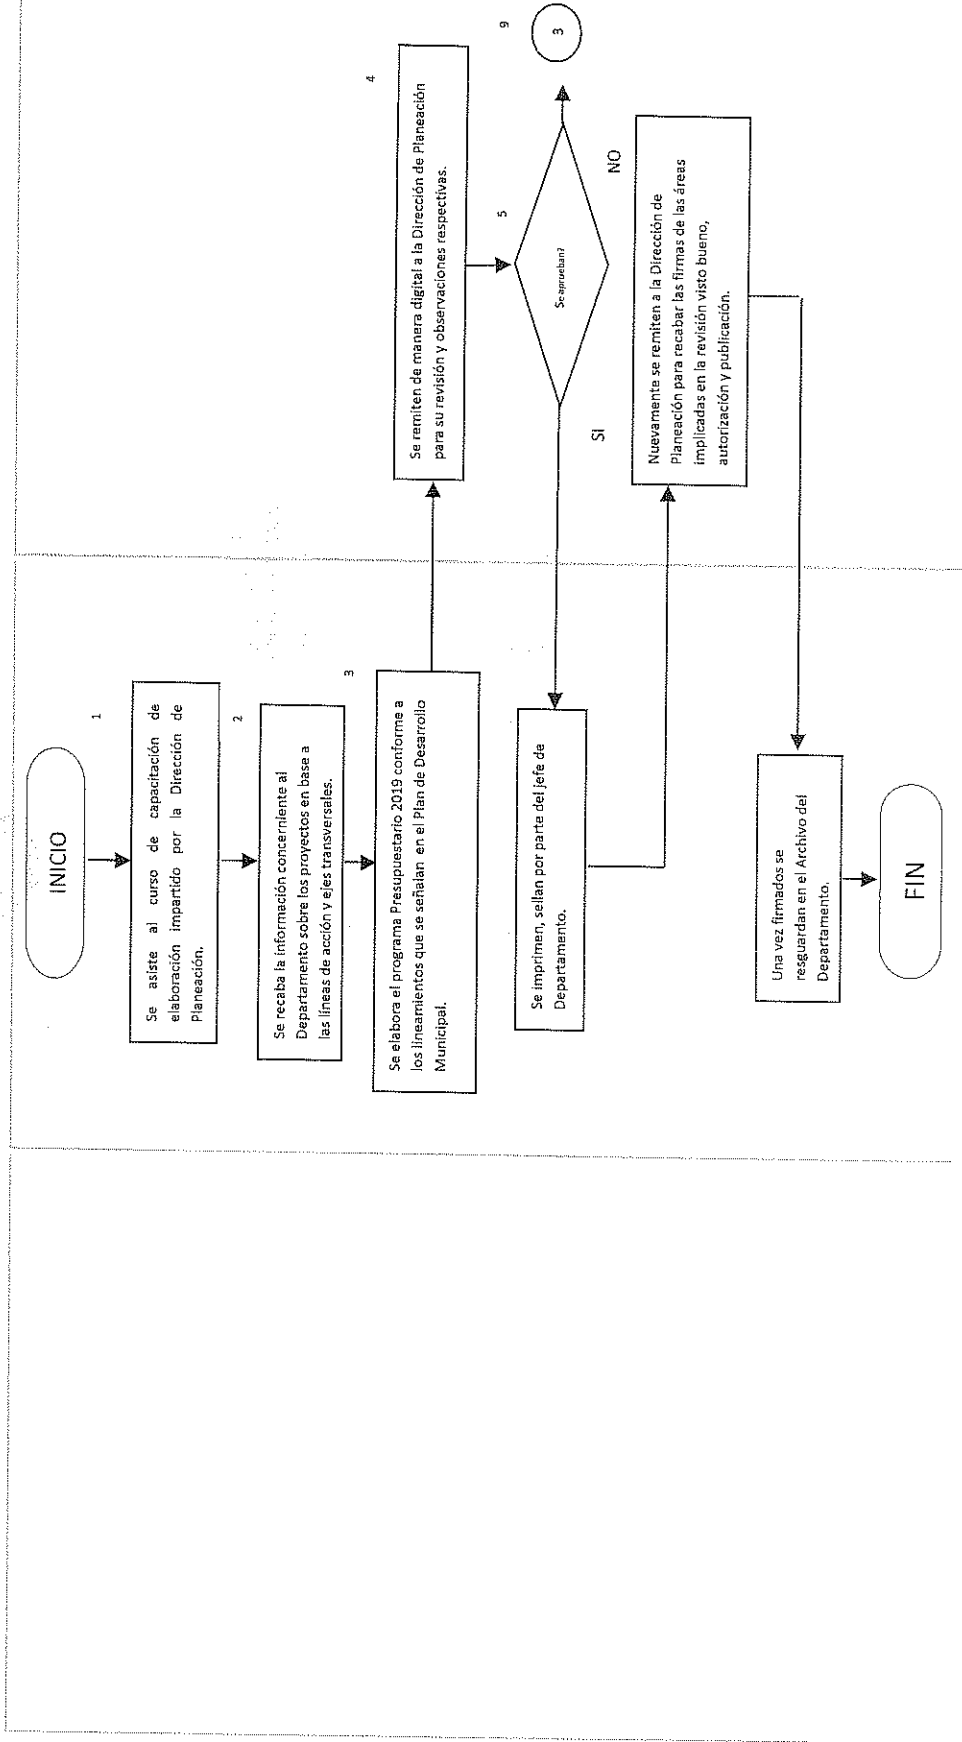 INICIO
1
Se asiste al curso de capacitación de
elaboración impartido por la Dirección de
Planeación.
2
Se recaba la información concerniente al
Departamento sobre los proyectos en base a
las líneas de acción y ejes transversales.
3
Se elabora el programa Presupuestario 2019 conforme a
los lineamientos que se señalan en el Plan de Desarrollo
Municipal.
4
Se remiten de manera digital a la Dirección de Planeación
para su revisión y observaciones respectivas.
5
Se aprueban?
9
3
NO
SI
Se imprimen, sellan por parte del jefe de
Departamento.
Nuevamente se remiten a la Dirección de
Planeación para recabar las firmas de las áreas
implicadas en la revisión visto bueno,
autorización y publicación.
Una vez firmados se
resguardan en el Archivo del
Departamento.
FIN